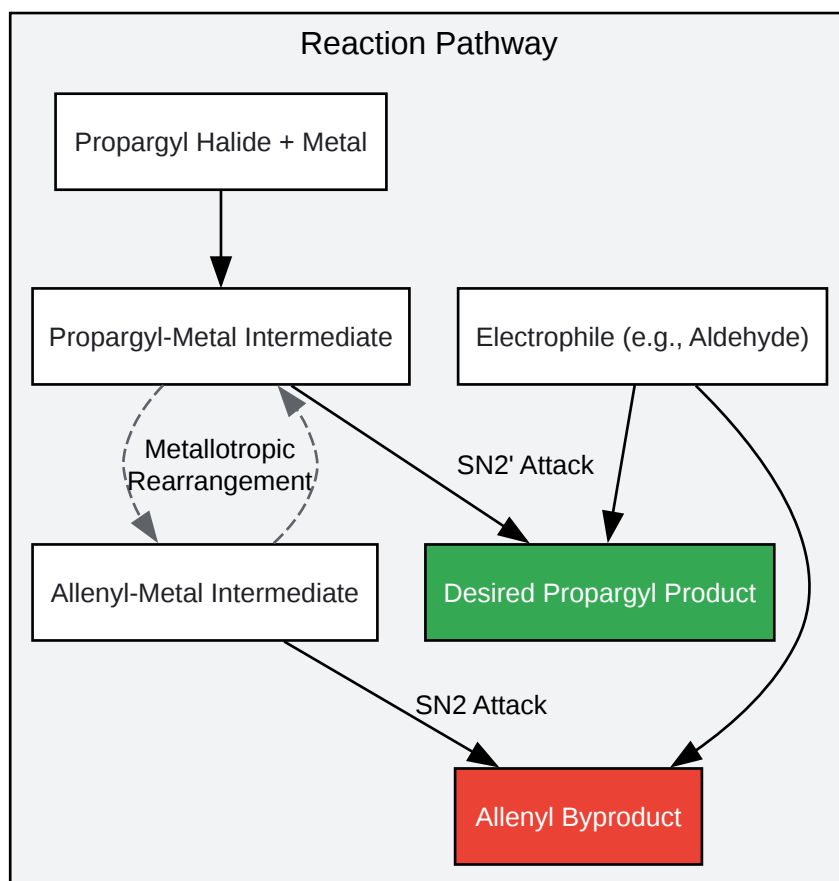 Reaction Pathway
Propargyl Halide + Metal
Propargyl-Metal Intermediate
Electrophile (e.g., Aldehyde)
Metallotropic
Rearrangement
SN2' Attack
Allenyl-Metal Intermediate
Desired Propargyl Product
SN2 Attack
Allenyl Byproduct